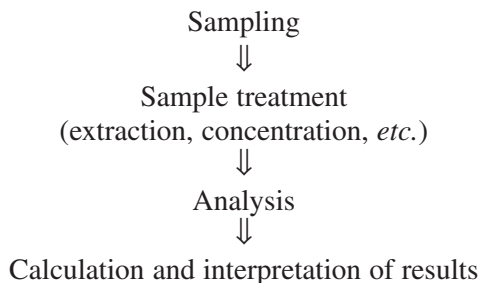 Sampling
⇓
Sample treatment
(extraction, concentration, etc.)
⇓
Analysis
⇓
Calculation and interpretation of results